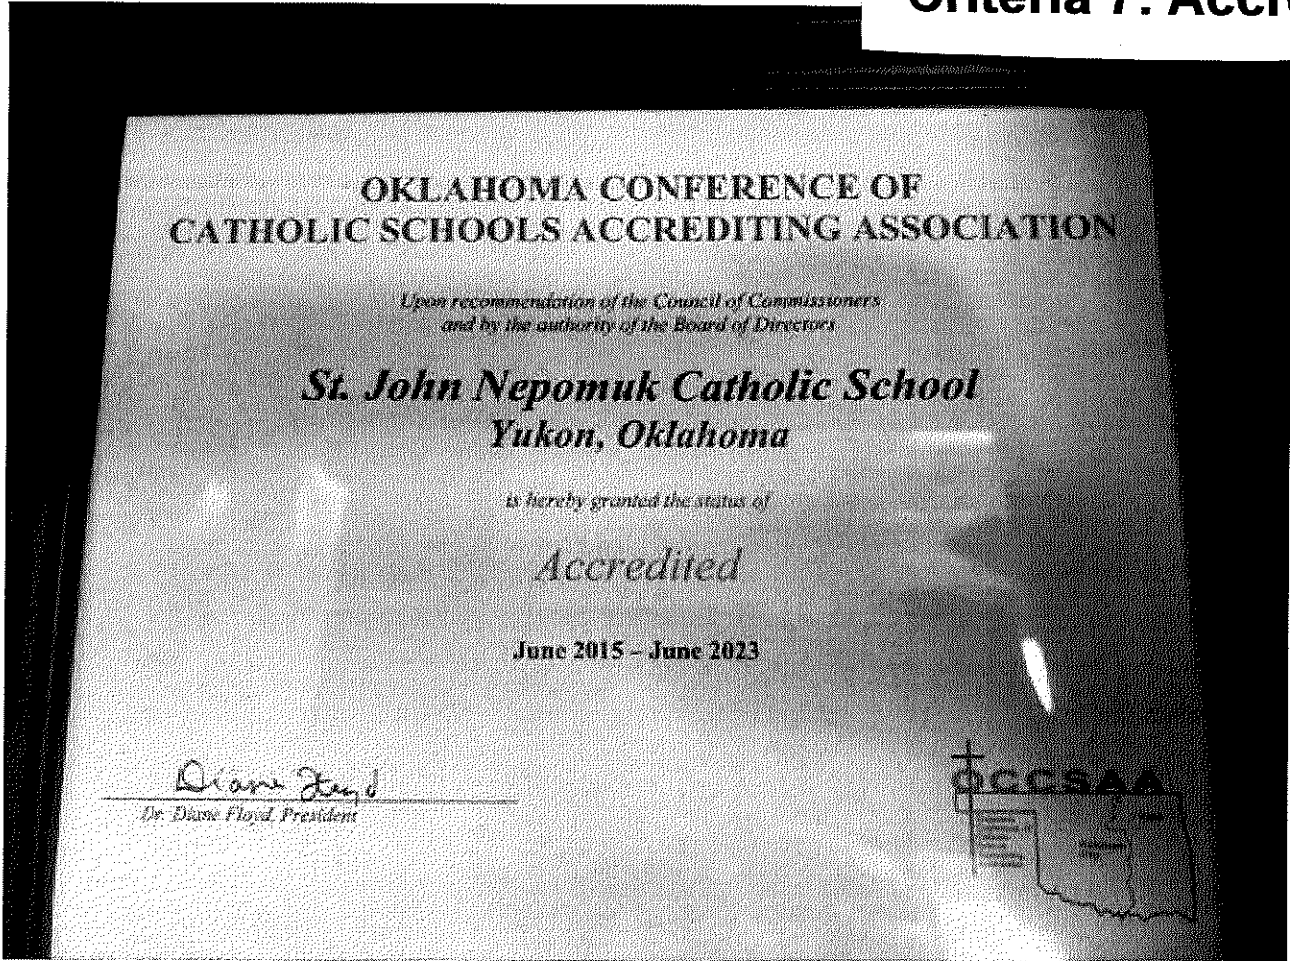 Criteria 7: Accre
OKLAHOMA CONFERENCE OF
CATHOLIC SCHOOLS ACCREDITING ASSOCIATION
Upon recommendation of the Council of Commissioners
and by the authority of the Board of Directors
St. John Nepomuk Catholic School
Yukon, Oklahoma
is hereby granted the status of
Accredited
June 2015 – June 2023
Diane Floyd
Dr. Diane Floyd, President
OCCSAA